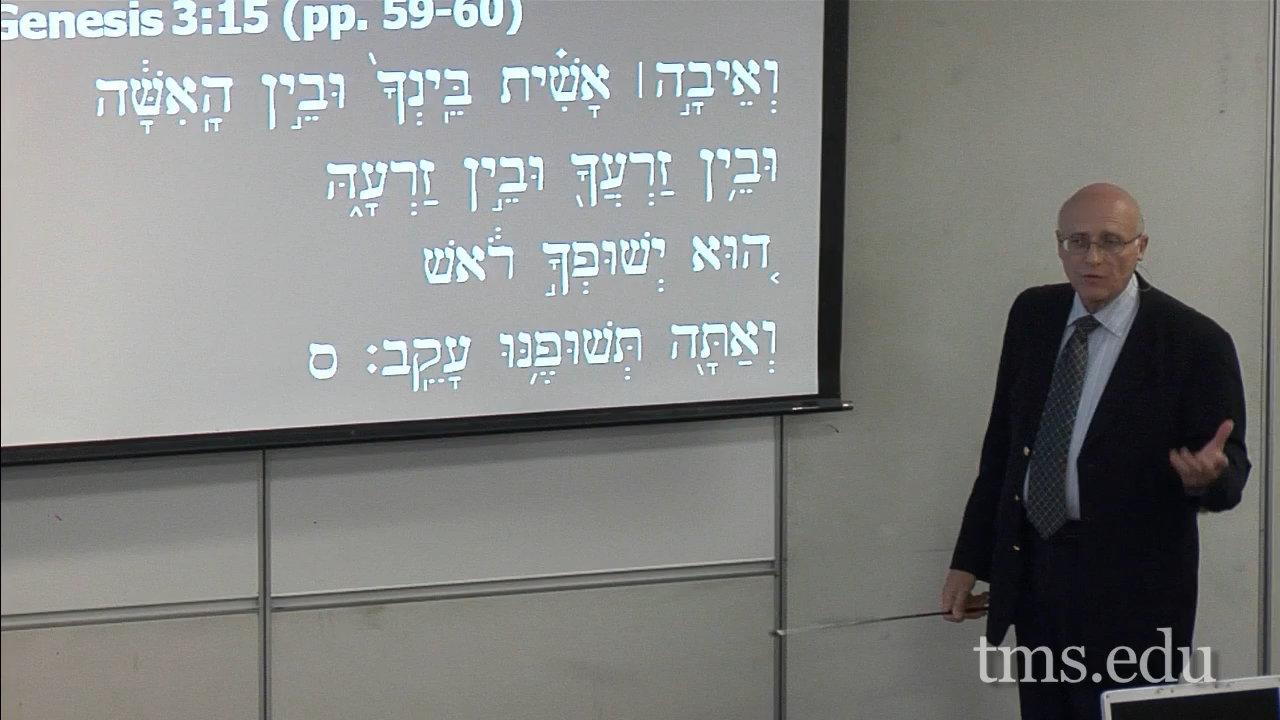 Genesis 3:15 (pp. 59-60)
וְאֵיבָ֣ה׀ אָשִׁ֗ית בֵּֽינְךָ֙ וּבֵ֣ין הָֽאִשָּׁ֔ה
וּבֵ֥ין זַרְעֲךָ֖ וּבֵ֣ין זַרְעָ֑הּ
ה֚וּא יְשׁוּפְךָ֣ רֹ֔אשׁ
וְאַתָּ֖ה תְּשׁוּפֶ֥נּוּ עָקֵֽב׃ ס
tms.edu